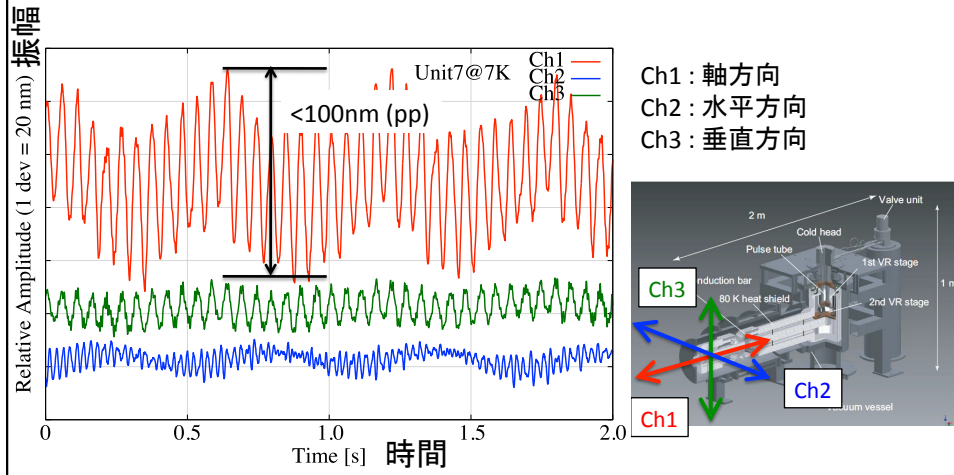 振幅
Relative Amplitude (1 dev = 20 nm)
Unit7@7K
Ch1
Ch2
Ch3
<100nm (pp)
0
0.5
1.0
1.5
2.0
Time [s]
時間
Ch1 : 軸方向
Ch2 : 水平方向
Ch3 : 垂直方向
Valve unit
2 m
Cold head
Pulse tube
1st VR stage
Ch3
nduction bar
1 m
80 K heat shield
2nd VR stage
Ch2
Ch1
uum vessel